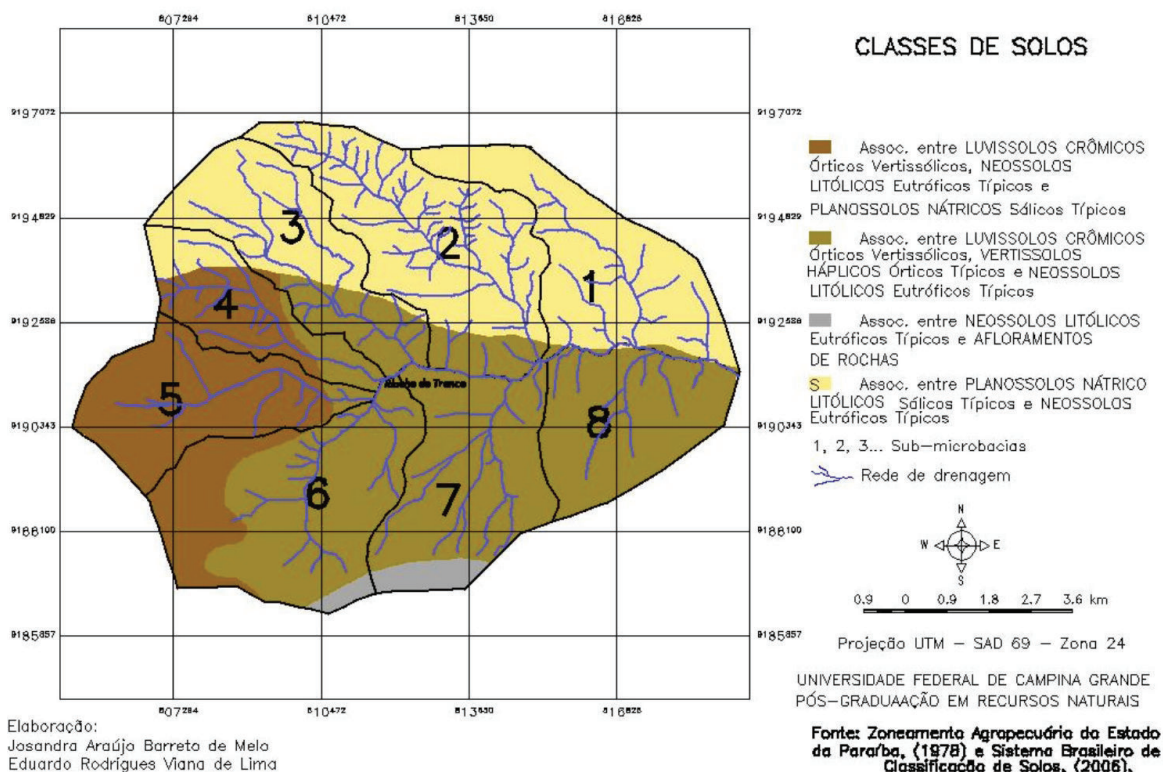 807294 810472 813650 816828
CLASSES DE SOLOS
9197072 9197072
9194829 9194829
9192586 9192586
9190343 9190343
9188100 9188100
9185857 9185857
3
2
1
4
5
8
6
7
Riacho do Tronco
Assoc. entre LUVISSOLOS CRÔMICOS
Órticos Vertissólicos, NEOSSOLOS
LITÓLICOS Eutróficos Típicos e
PLANOSSOLOS NÁTRICOS Sálicos Típicos
Assoc. entre LUVISSOLOS CRÔMICOS
Órticos Vertissólicos, VERTISSOLOS
HÁPLICOS Órticos Típicos e NEOSSOLOS
LITÓLICOS Eutróficos Típicos
Assoc. entre NEOSSOLOS LITÓLICOS
Eutróficos Típicos e AFLORAMENTOS
DE ROCHAS
S Assoc. entre PLANOSSOLOS NÁTRICO
LITÓLICOS Sálicos Típicos e NEOSSOLOS
Eutroficos Típicos
1, 2, 3... Sub-microbacias
Rede de drenagem
N
W E
S
0.9 0 0.9 1.8 2.7 3.6 km
Projeção UTM - SAD 69 - Zona 24
UNIVERSIDADE FEDERAL DE CAMPINA GRANDE
PÓS-GRADUAAÇÃO EM RECURSOS NATURAIS
807294 810472 813650 816828
Elaboração:
Josandra Araújo Barreto de Melo
Eduardo Rodrigues Viana de Lima
Fonte: Zoneamento Agropecuário do Estado
da Paraíba, (1978) e Sistema Brasileiro de
Classificação de Solos, (2006).